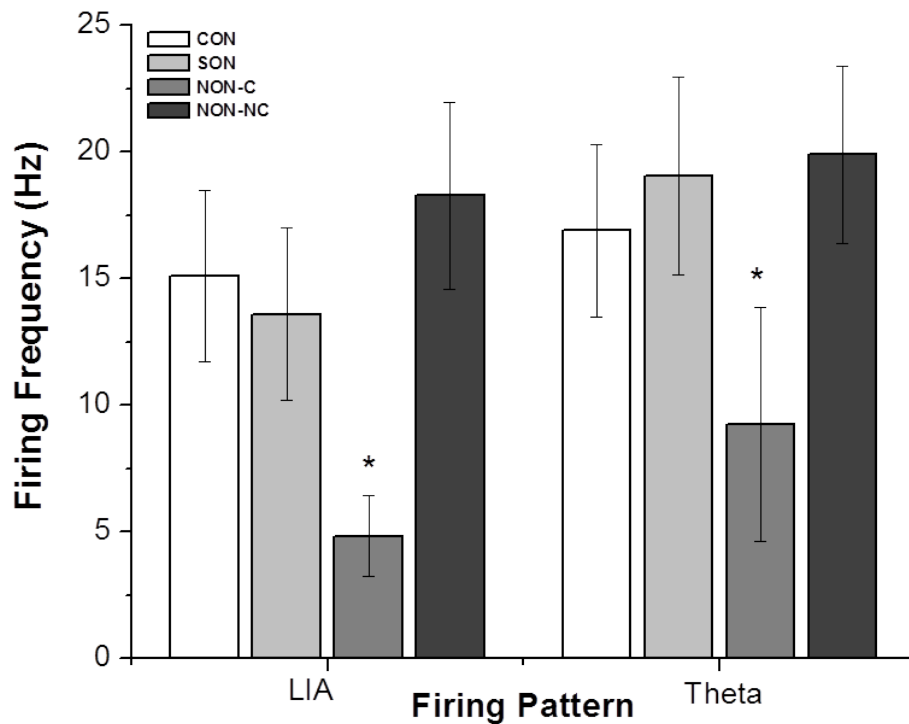 25
CON
SON
NON-C
NON-NC
20
15
10
5
0
Firing Frequency (Hz)
*
*
LIA
Theta
Firing Pattern